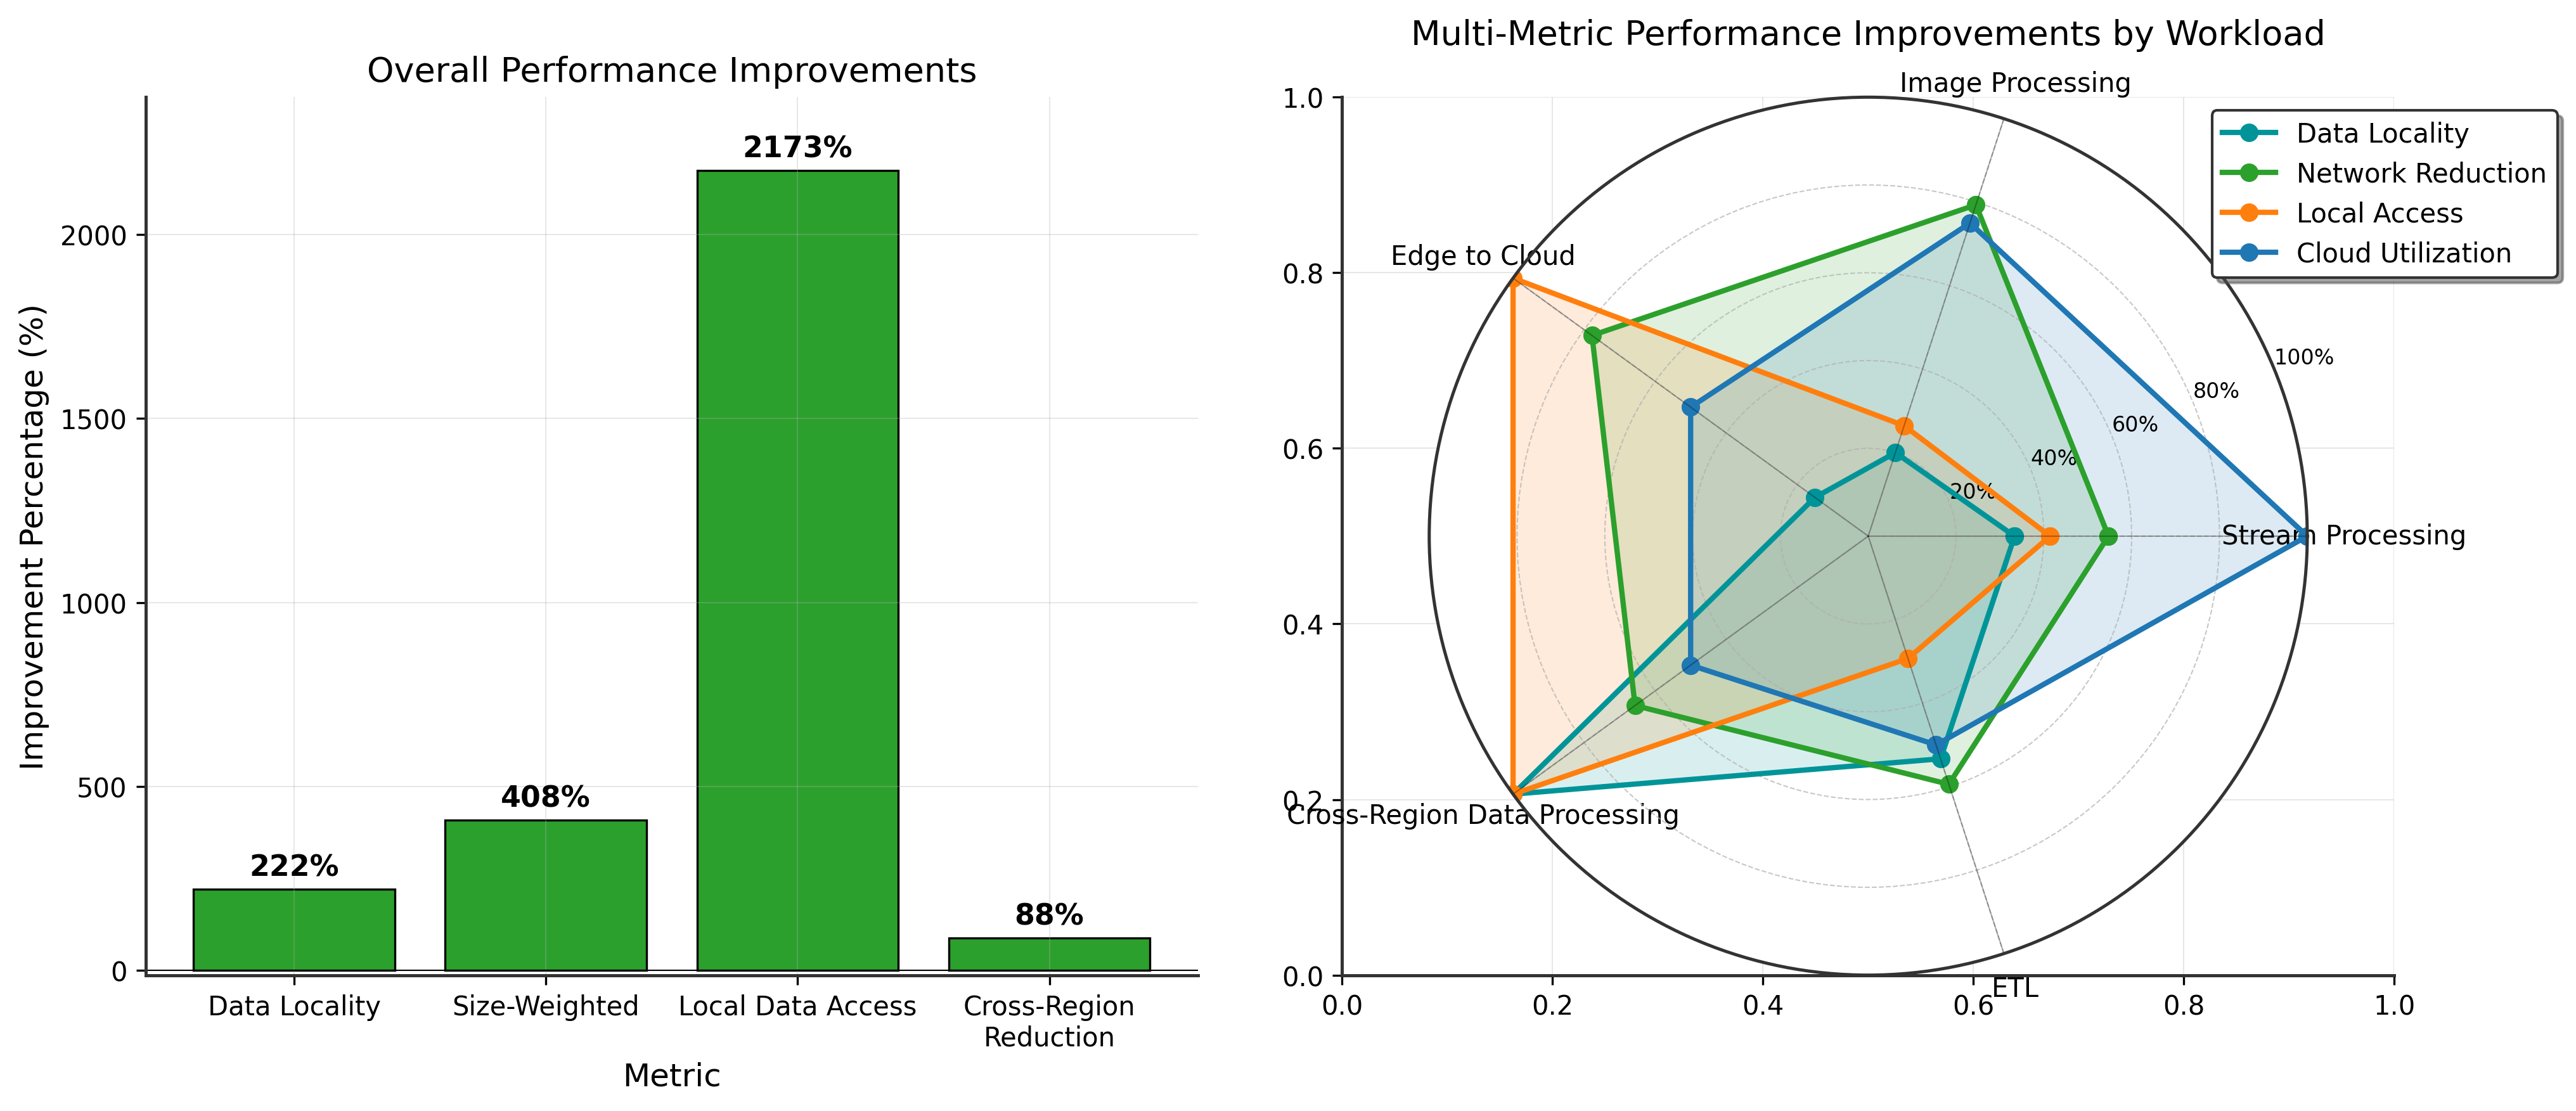 Overall Performance Improvements
Improvement Percentage (%)
2000
1500
1000
500
0
222%
408%
2173%
88%
Data Locality
Size-Weighted
Local Data Access
Cross-Region
Reduction
Metric
Multi-Metric Performance Improvements by Workload
1.0
0.8
0.6
0.4
0.2
0.0
0.0
0.2
0.4
0.6
0.8
1.0
Image Processing
Edge to Cloud
Stream Processing
Cross-Region Data Processing
ETL
20%
40%
60%
80%
100%
Data Locality
Network Reduction
Local Access
Cloud Utilization